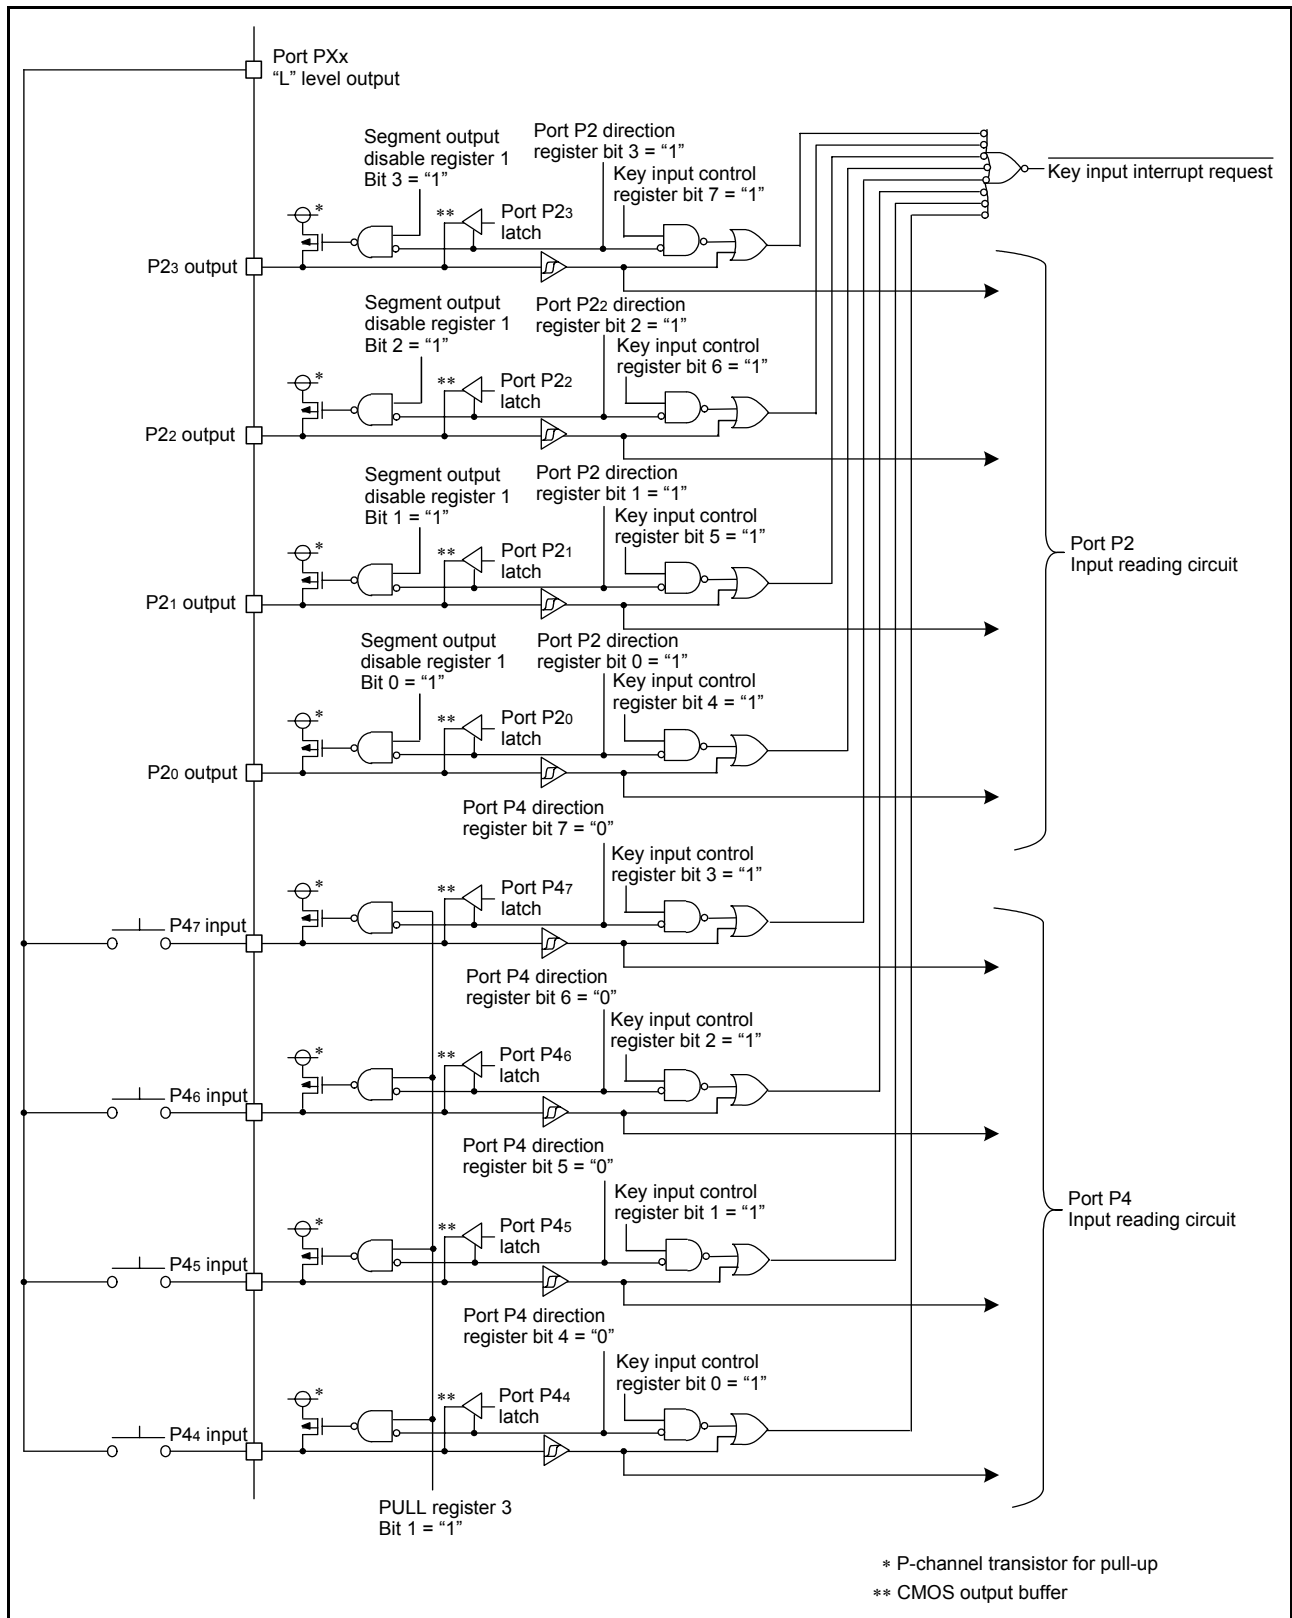 Port PXx
“L” level output
Segment output
disable register 1
Bit 3 = “1”
Port P2 direction
register bit 3 = “1”
Key input control
register bit 7 = “1”
Key input interrupt request
*
**
Port P23
latch
P23 output
Segment output
disable register 1
Bit 2 = “1”
Port P22 direction
register bit 2 = “1”
Key input control
register bit 6 = “1”
*
**
Port P22
latch
P22 output
Segment output
disable register 1
Bit 1 = “1”
Port P2 direction
register bit 1 = “1”
Key input control
register bit 5 = “1”
*
**
Port P21
latch
P21 output
Port P2
Input reading circuit
Segment output
disable register 1
Bit 0 = “1”
Port P2 direction
register bit 0 = “1”
Key input control
register bit 4 = “1”
*
**
Port P20
latch
P20 output
Port P4 direction
register bit 7 = “0”
Key input control
register bit 3 = “1”
*
**
Port P47
latch
P47 input
Port P4 direction
register bit 6 = “0”
Key input control
register bit 2 = “1”
*
**
Port P46
latch
P46 input
Port P4 direction
register bit 5 = “0”
Key input control
register bit 1 = “1”
*
**
Port P45
latch
P45 input
Port P4
Input reading circuit
Port P4 direction
register bit 4 = “0”
Key input control
register bit 0 = “1”
*
**
Port P44
latch
P44 input
PULL register 3
Bit 1 = “1”
* P-channel transistor for pull-up
** CMOS output buffer